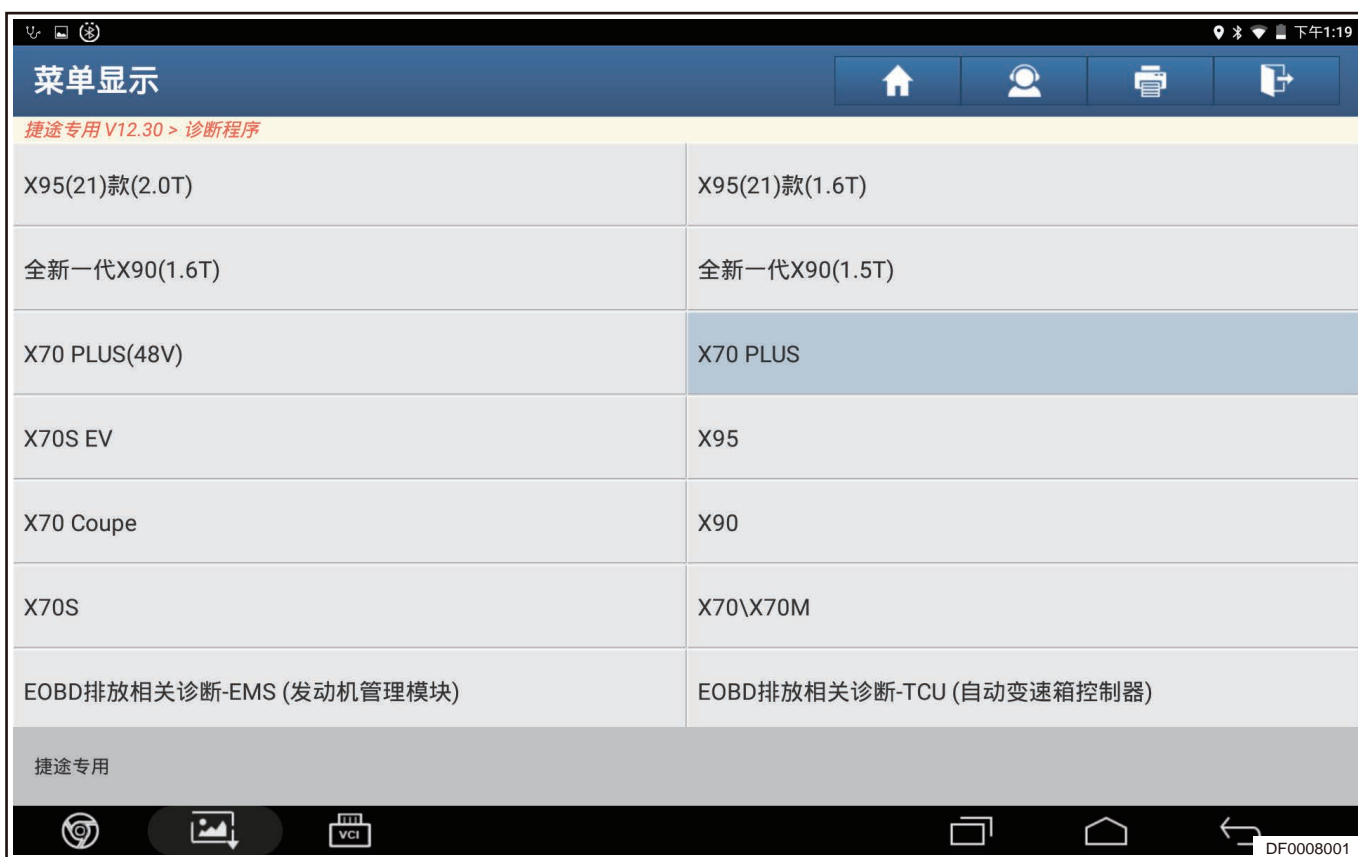 下午1:19
菜单显示
捷途专用 V12.30 > 诊断程序
X95(21)款(2.0T)
X95(21)款(1.6T)
全新一代X90(1.6T)
全新一代X90(1.5T)
X70 PLUS(48V)
X70 PLUS
X70S EV
X95
X70 Coupe
X90
X70S
X70\X70M
EOBD排放相关诊断-EMS (发动机管理模块)
EOBD排放相关诊断-TCU (自动变速箱控制器)
捷途专用
VCI
DF0008001